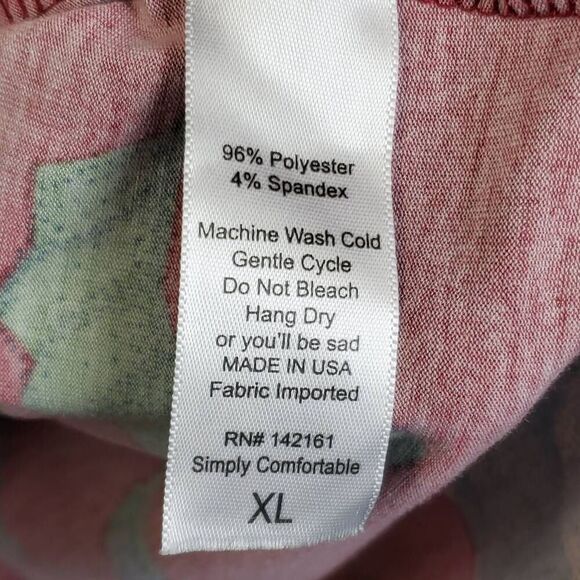 96% Polyester
4% Spandex
Machine Wash Cold
Gentle Cycle
Do Not Bleach
Hang Dry
or you'll be sad
MADE IN USA
Fabric Imported
RN# 142161
Simply Comfortable
XL